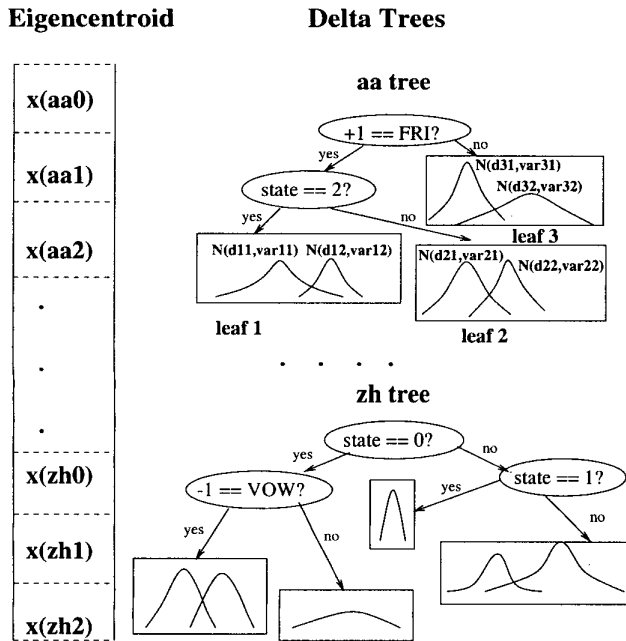 Eigencentroid
Delta Trees
x(aa0)
x(aa1)
x(aa2)
.
.
.
x(zh0)
x(zh1)
x(zh2)
aa tree
+1 == FRI?
yes
no
state == 2?
N(d31,var31)
N(d32,var32)
leaf 3
yes
no
N(d11,var11) N(d12,var12)
leaf 1
N(d21,var21)
N(d22,var22)
leaf 2
. . . .
zh tree
state == 0?
yes
no
-1 == VOW?
state == 1?
yes
no
yes
no